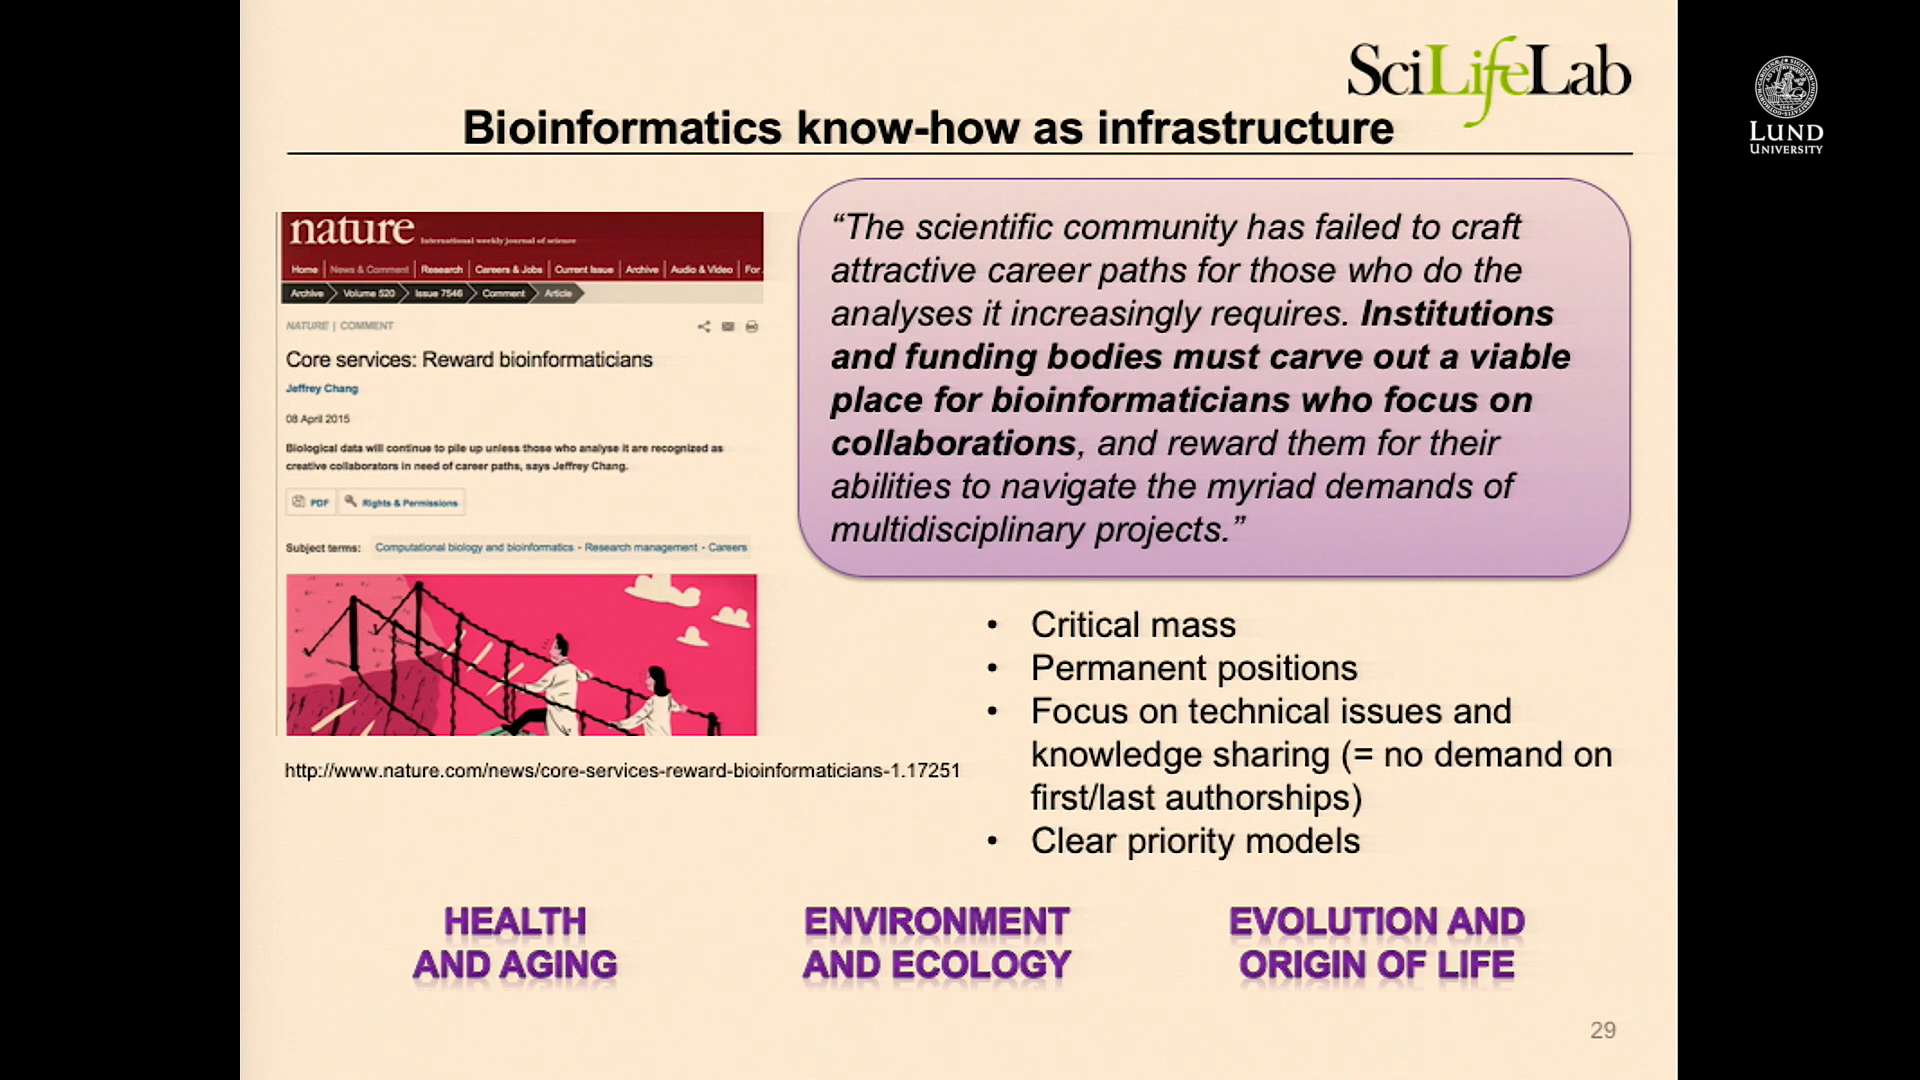 SciLifeLab
LUND
UNIVERSITY
Bioinformatics know-how as infrastructure
nature International weekly journal of science
Home | News & Comment | Research | Careers & Jobs | Current Issue | Archive | Audio & Video | For
Archive Volume 520 Issue 7546 Comment Article
NATURE | COMMENT
Core services: Reward bioinformaticians
Jeffrey Chang
08 April 2015
Biological data will continue to pile up unless those who analyse it are recognized as
creative collaborators in need of career paths, says Jeffrey Chang.
PDF Rights & Permissions
Subject terms: Computational biology and bioinformatics · Research management · Careers
http://www.nature.com/news/core-services-reward-bioinformaticians-1.17251
“The scientific community has failed to craft
attractive career paths for those who do the
analyses it increasingly requires. Institutions
and funding bodies must carve out a viable
place for bioinformaticians who focus on
collaborations, and reward them for their
abilities to navigate the myriad demands of
multidisciplinary projects.”
• Critical mass
• Permanent positions
• Focus on technical issues and
knowledge sharing (= no demand on
first/last authorships)
• Clear priority models
HEALTH
AND AGING
ENVIRONMENT
AND ECOLOGY
EVOLUTION AND
ORIGIN OF LIFE
29